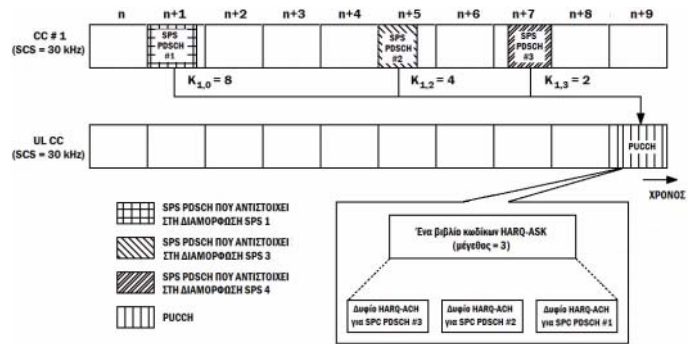 n n+1 n+2 n+3 n+4 n+5 n+6 n+7 n+8 n+9
CC # 1
(SCS = 30 kHz)
SPS
PDSCH
#1
SPS
PDSCH
#2
SPS
PDSCH
#3
K1,0 = 8
K1,2 = 4
K1,3 = 2
UL CC
(SCS = 30 kHz)
PUCCH
ΧΡΟΝΟΣ
SPS PDSCH ΠΟΥ ΑΝΤΙΣΤΟΙΧΕΙ
ΣΤΗ ΔΙΑΜΟΡΦΩΣΗ SPS 1
SPS PDSCH ΠΟΥ ΑΝΤΙΣΤΟΙΧΕΙ
ΣΤΗ ΔΙΑΜΟΡΦΩΣΗ SPS 3
SPS PDSCH ΠΟΥ ΑΝΤΙΣΤΟΙΧΕΙ
ΣΤΗ ΔΙΑΜΟΡΦΩΣΗ SPS 4
PUCCH
Ένα βιβλίο κωδίκων HARQ-ASK
(μέγεθος = 3)
Δυφίο HARQ-ACH
για SPC PDSCH #3
Δυφίο HARQ-ACH
για SPC PDSCH #2
Δυφίο HARQ-ACH
για SPC PDSCH #1